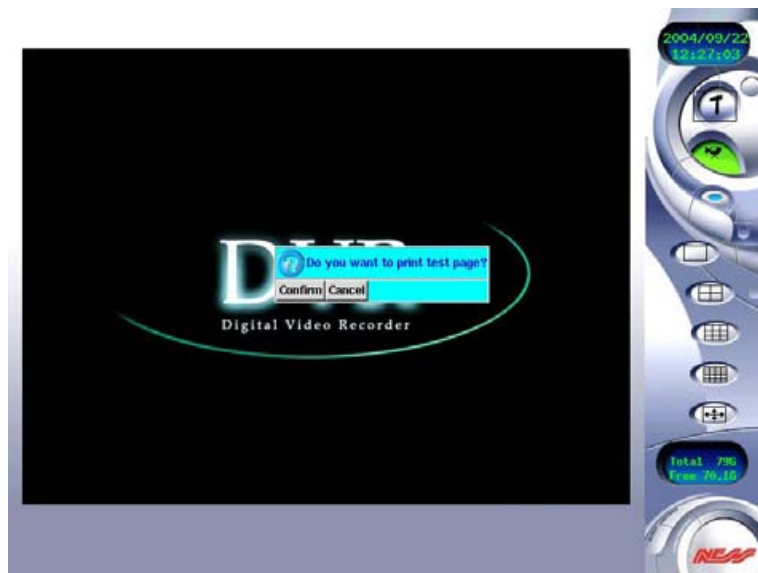 2004/09/22
12:27:03
Do you want to print test page?
Confirm Cancel
Digital Video Recorder
Total 79G
Free 70.1G
NESS